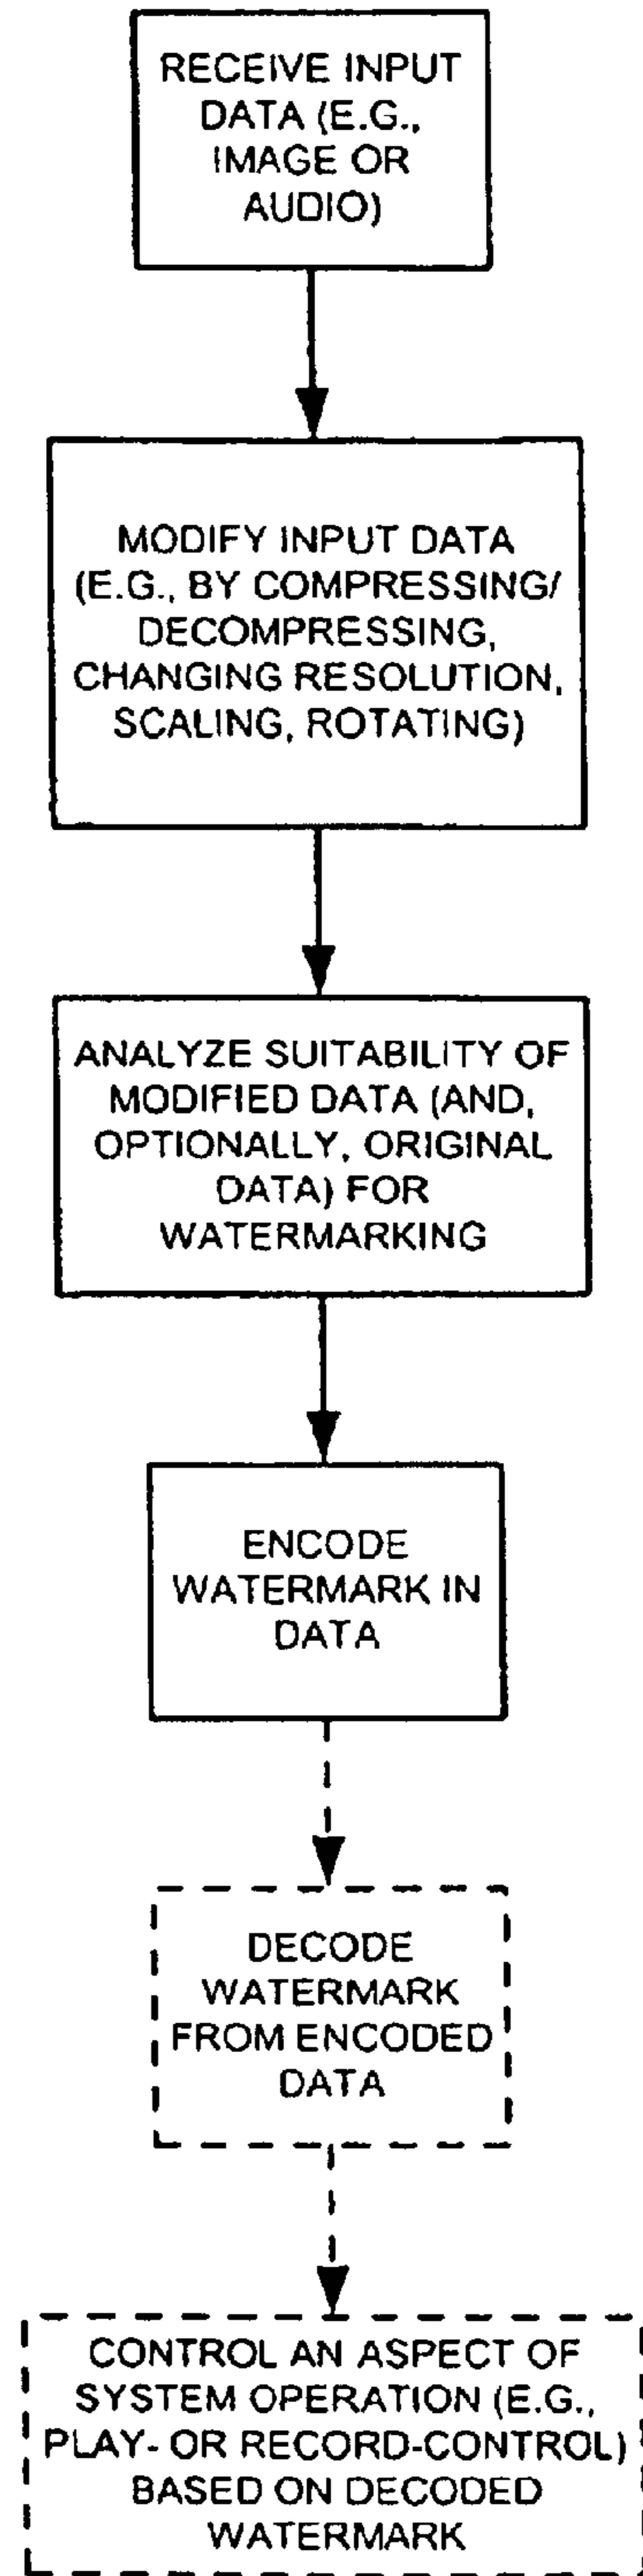 RECEIVE INPUT
DATA (E.G.,
IMAGE OR
AUDIO)
MODIFY INPUT DATA
(E.G., BY COMPRESSING/
DECOMPRESSING,
CHANGING RESOLUTION,
SCALING, ROTATING)
ANALYZE SUITABILITY OF
MODIFIED DATA (AND,
OPTIONALLY, ORIGINAL
DATA) FOR
WATERMARKING
ENCODE
WATERMARK IN
DATA
DECODE
WATERMARK
FROM ENCODED
DATA
CONTROL AN ASPECT OF
SYSTEM OPERATION (E.G.,
PLAY- OR RECORD-CONTROL)
BASED ON DECODED
WATERMARK